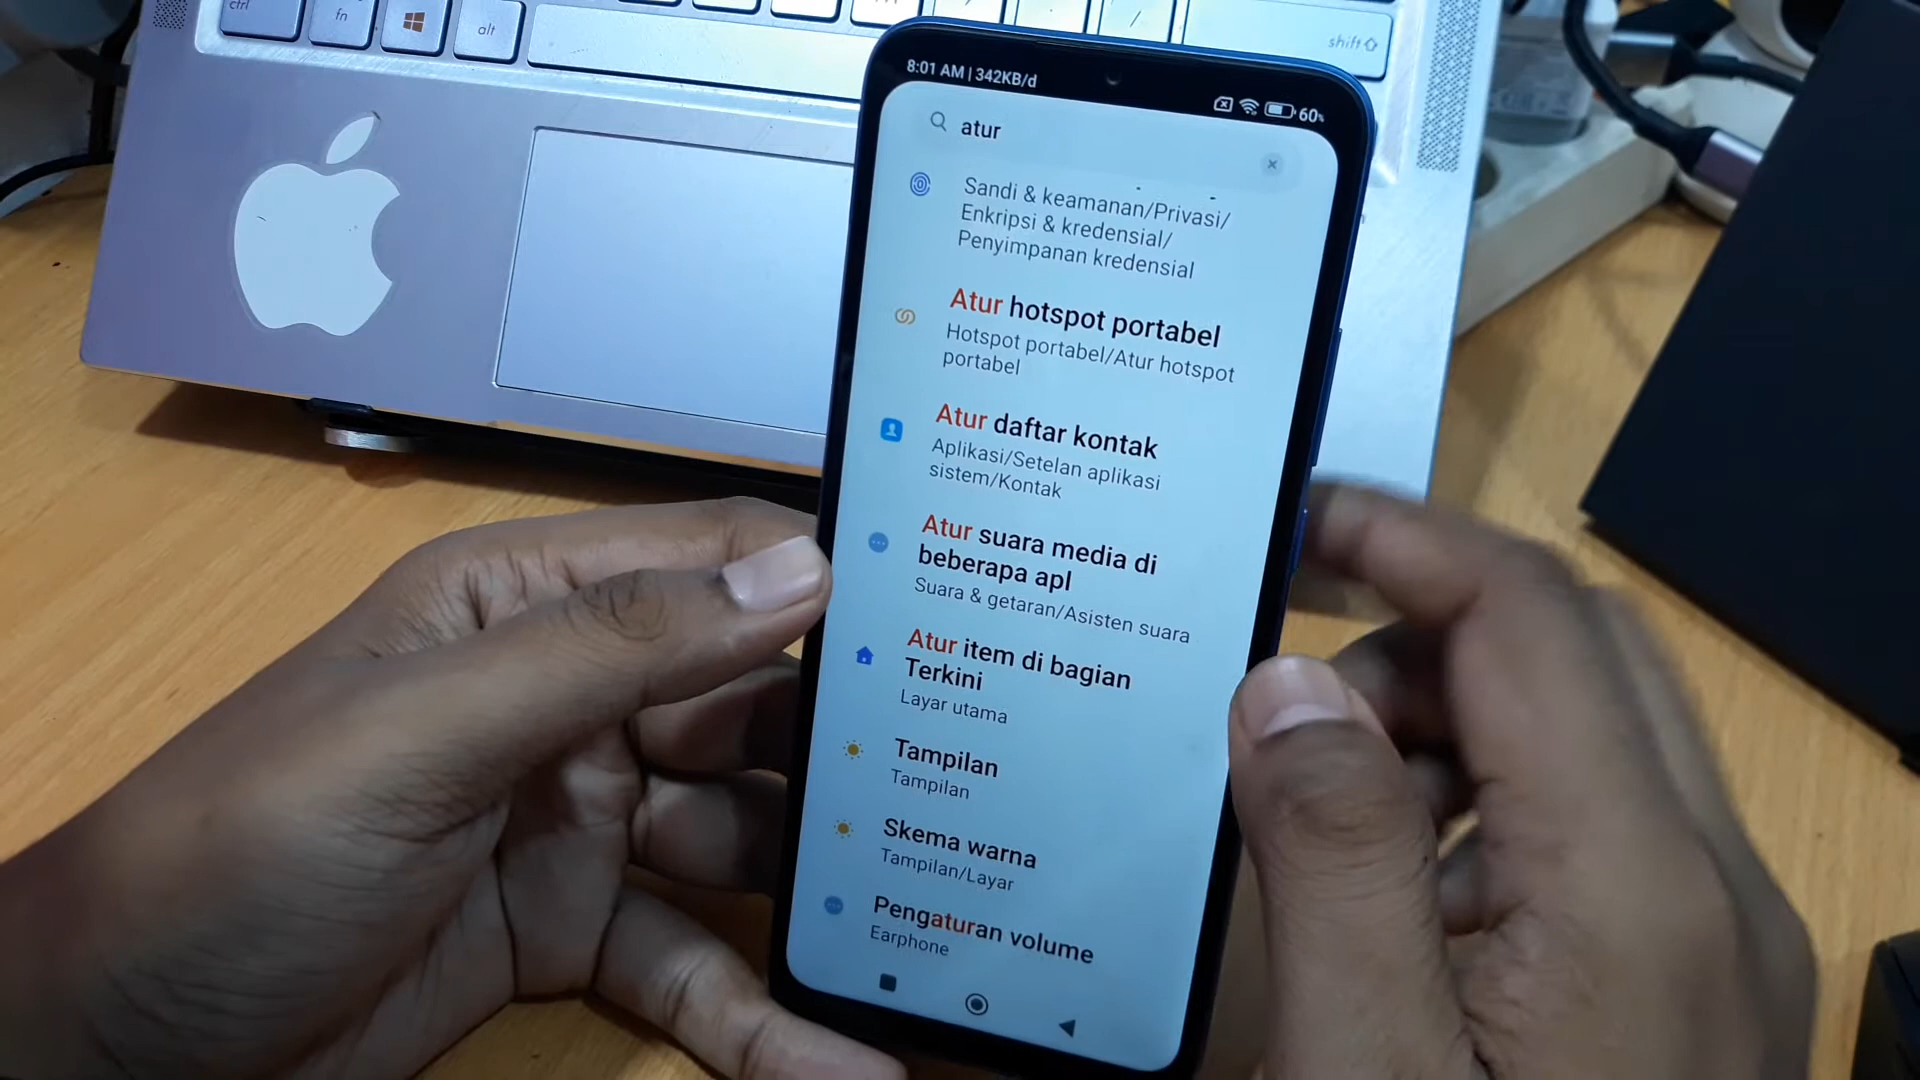 ctrl
fn
alt
/
shift
8:01 AM | 342KB/d
60%
atur
Sandi & keamanan/Privasi/
Enkripsi & kredensial/
Penyimpanan kredensial
Atur hotspot portabel
Hotspot portabel/Atur hotspot
portabel
Atur daftar kontak
Aplikasi/Setelan aplikasi
sistem/Kontak
Atur suara media di
beberapa apl
Suara & getaran/Asisten suara
Atur item di bagian
Terkini
Layar utama
Tampilan
Tampilan
Skema warna
Tampilan/Layar
Pengaturan volume
Earphone